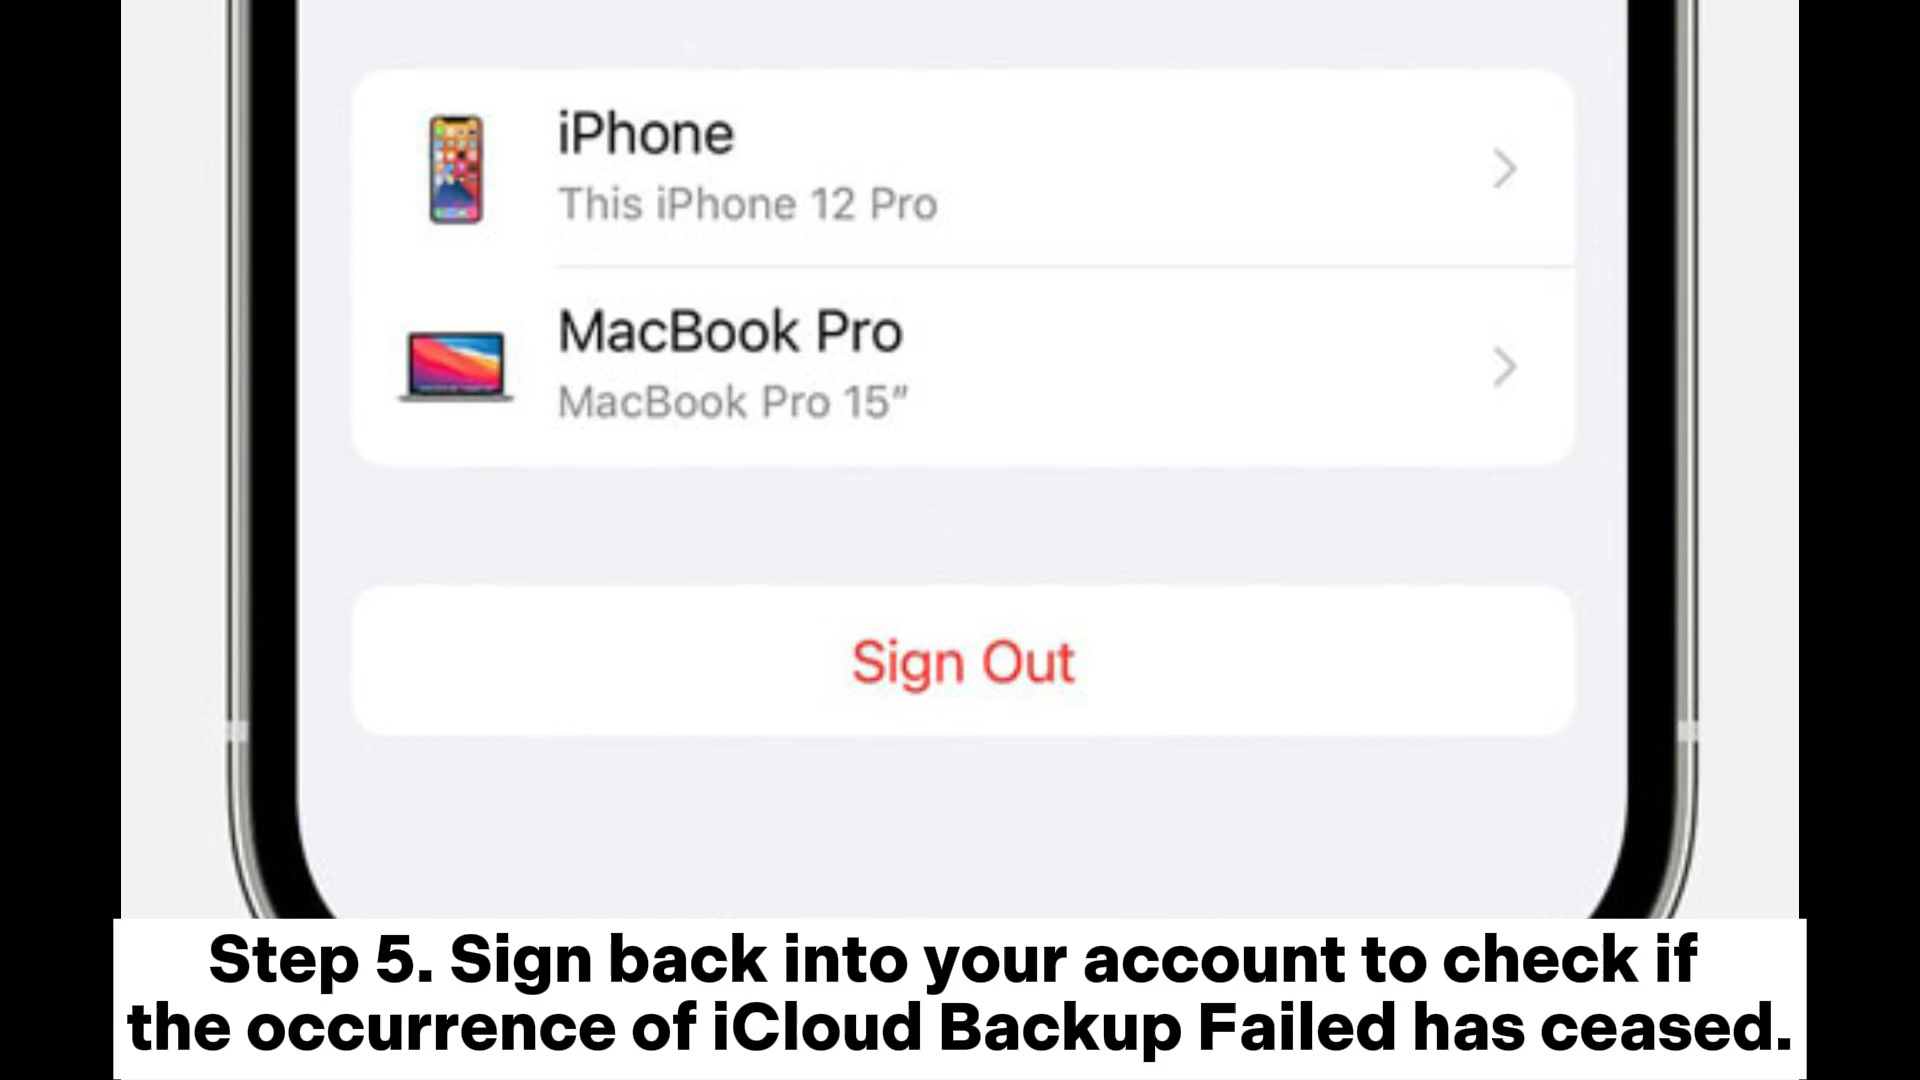 iPhone
This iPhone 12 Pro
MacBook Pro
MacBook Pro 15"
Sign Out
Step 5. Sign back into your account to check if
the occurrence of iCloud Backup Failed has ceased.